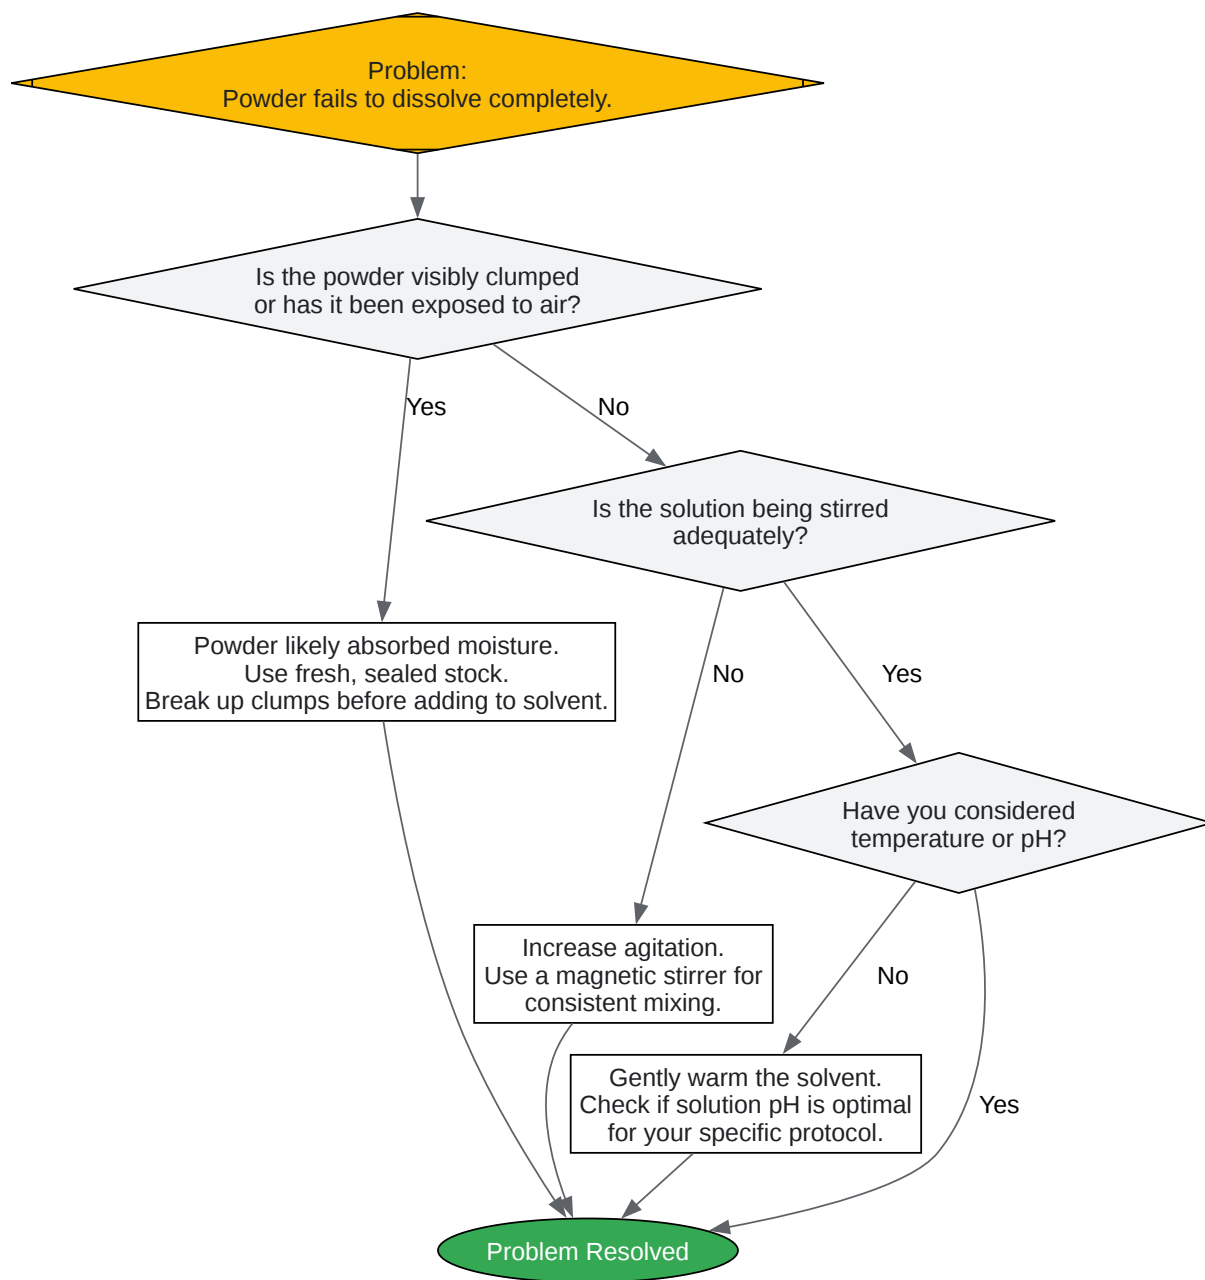 Problem:
Powder fails to dissolve completely.
Is the powder visibly clumped
or has it been exposed to air?
Yes
No
Is the solution being stirred
adequately?
Powder likely absorbed moisture.
Use fresh, sealed stock.
Break up clumps before adding to solvent.
No
Yes
Have you considered
temperature or pH?
Increase agitation.
Use a magnetic stirrer for
consistent mixing.
No
Yes
Gently warm the solvent.
Check if solution pH is optimal
for your specific protocol.
Problem Resolved